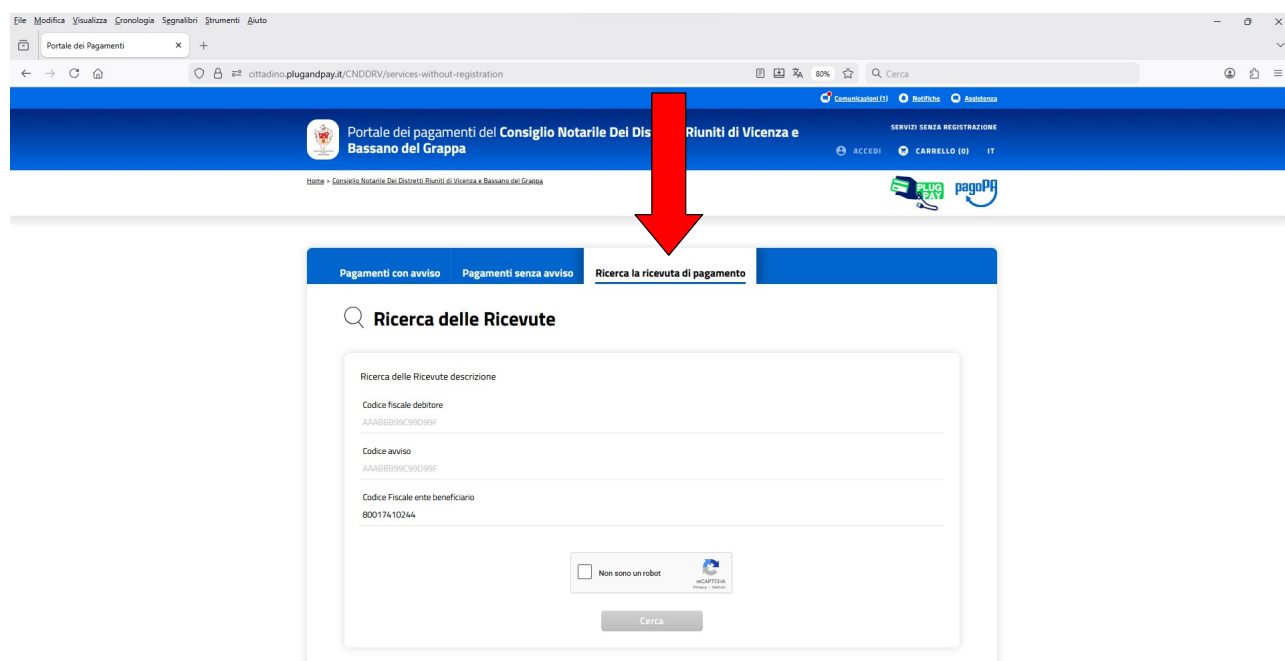 File Modifica Visualizza Cronologia Segnalibri Strumenti Aiuto
Portale dei Pagamenti
cittadino.plugandpay.it/CNDDRV/services-without-registration
80%
Cerca
Comunicazioni (1) Notifiche Assistenza
Portale dei pagamenti del Consiglio Notarile Dei Dis Riuniti di Vicenza e
Bassano del Grappa
SERVIZI SENZA REGISTRAZIONE
ACCEDI CARRELLO (0) IT
Home > Consiglio Notarile Dei Distretti Riuniti di Vicenza e Bassano del Grappa
PLUG
&PAY
pagoPA
Pagamenti con avviso Pagamenti senza avviso Ricerca la ricevuta di pagamento
Ricerca delle Ricevute
Ricerca delle Ricevute descrizione
Codice fiscale debitore
AAABBB99C99D99F
Codice avviso
AAABBB99C99D99F
Codice Fiscale ente beneficiario
80017410244
Non sono un robot
reCAPTCHA
Privacy - Termini
Cerca